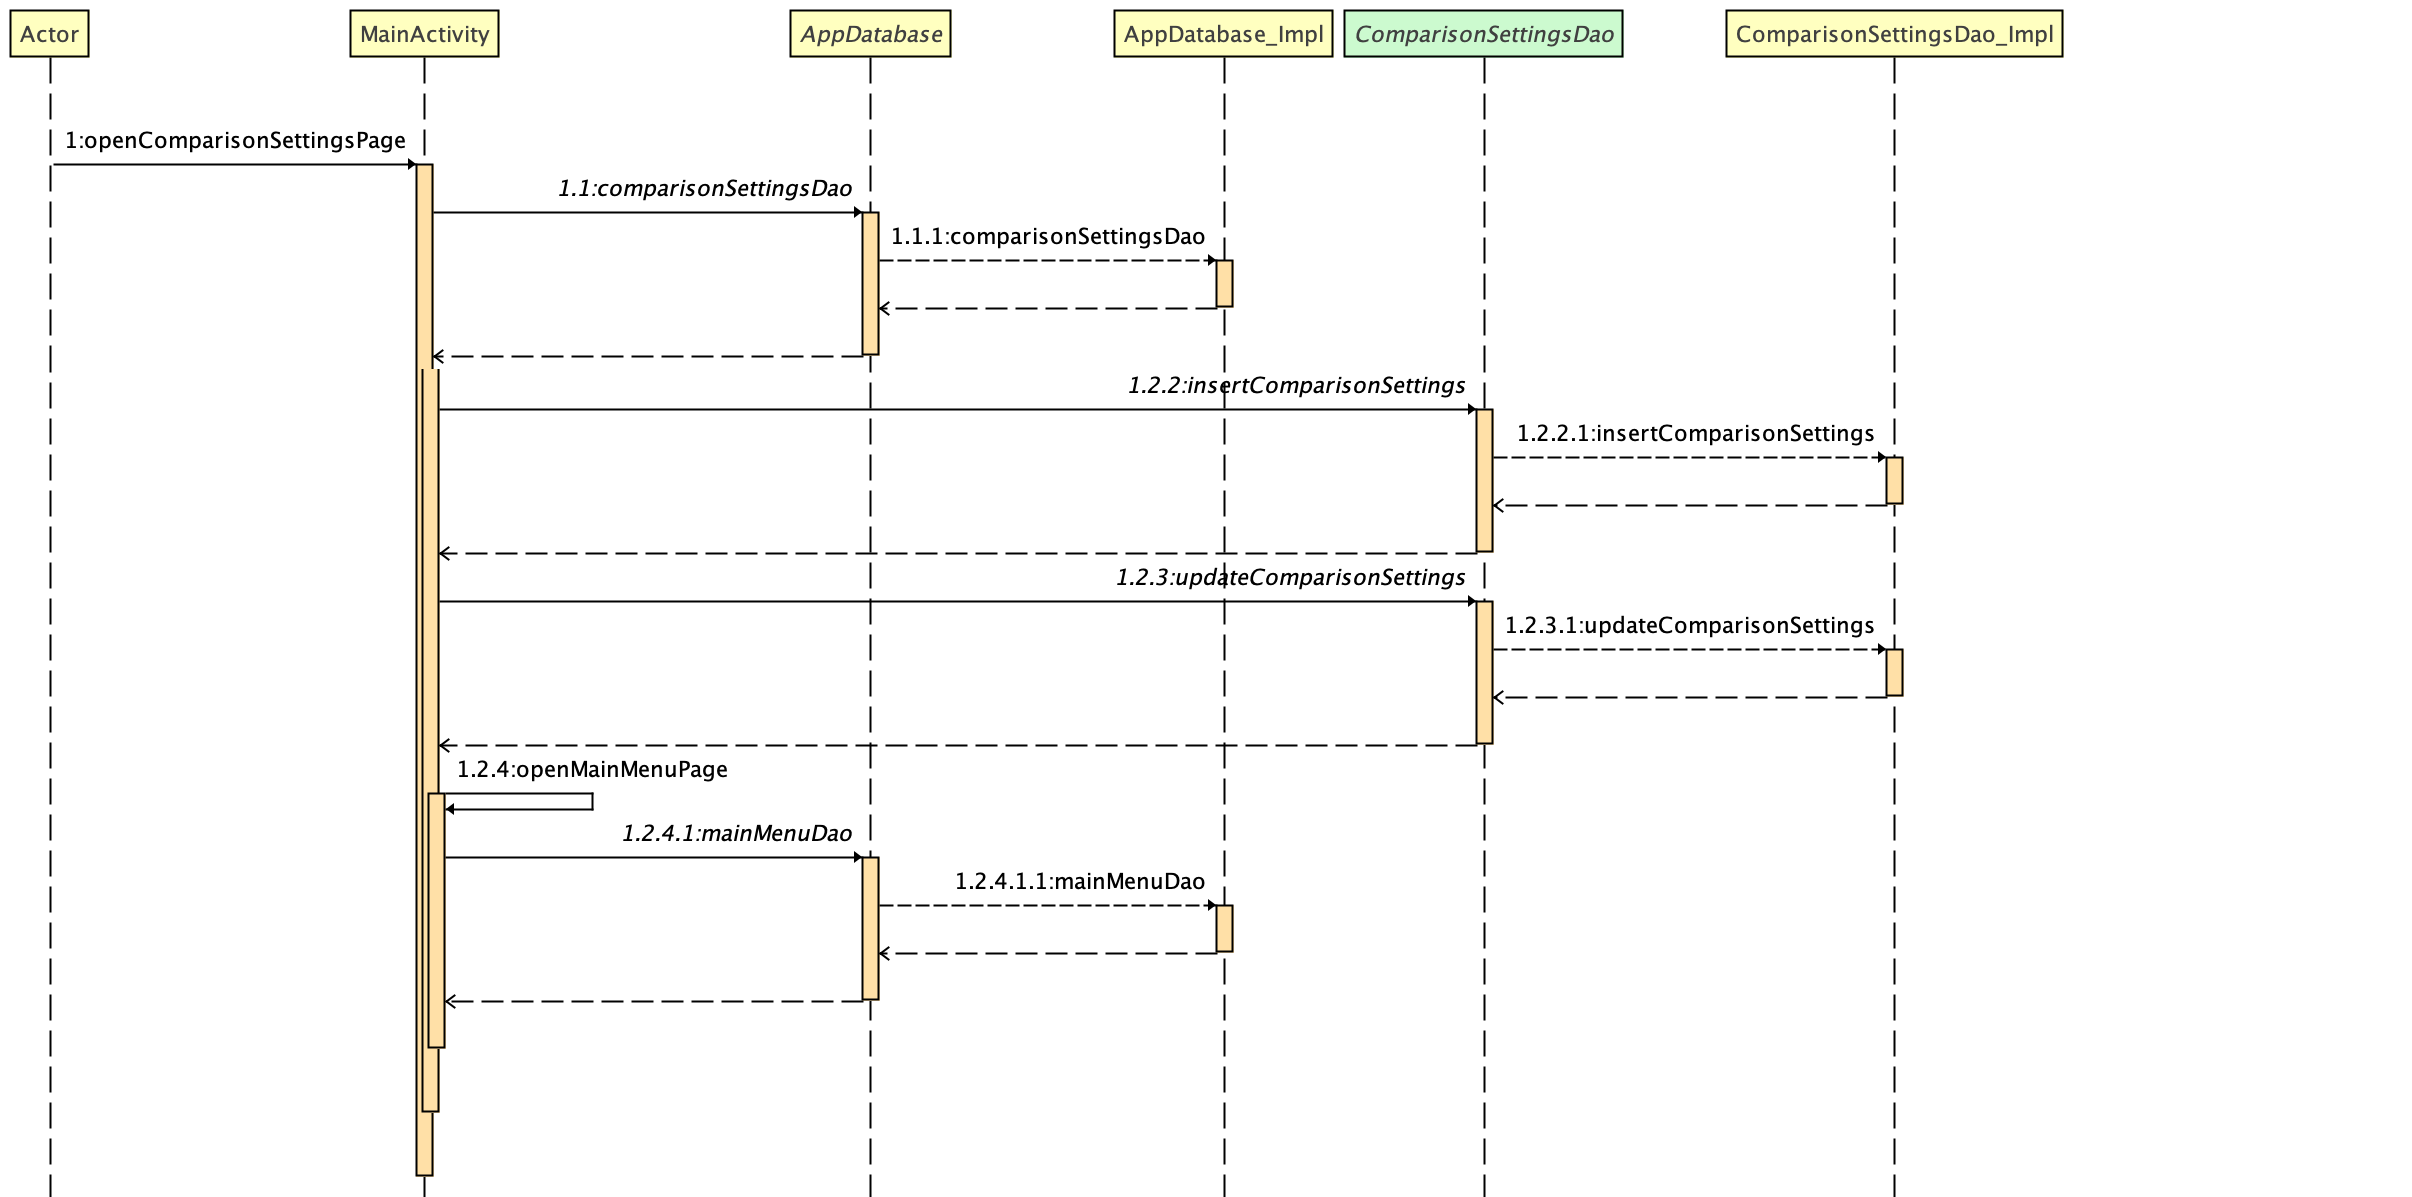 Actor
MainActivity
AppDatabase
AppDatabase_Impl
ComparisonSettingsDao
ComparisonSettingsDao_Impl
1:openComparisonSettingsPage
1.1:comparisonSettingsDao
1.1.1:comparisonSettingsDao
1.2.2:insertComparisonSettings
1.2.2.1:insertComparisonSettings
1.2.3:updateComparisonSettings
1.2.3.1:updateComparisonSettings
1.2.4:openMainMenuPage
1.2.4.1:mainMenuDao
1.2.4.1.1:mainMenuDao